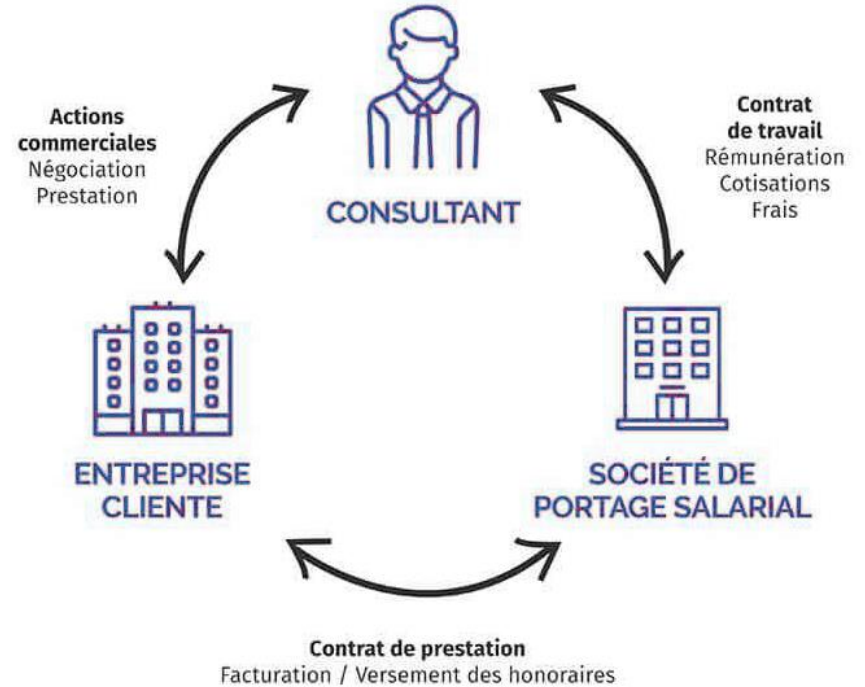 Actions
commerciales
Négociation
Prestation
Contrat
de travail
Rémunération
Cotisations
Frais
CONSULTANT
ENTREPRISE
CLIENTE
SOCIÉTÉ DE
PORTAGE SALARIAL
Contrat de prestation
Facturation / Versement des honoraires